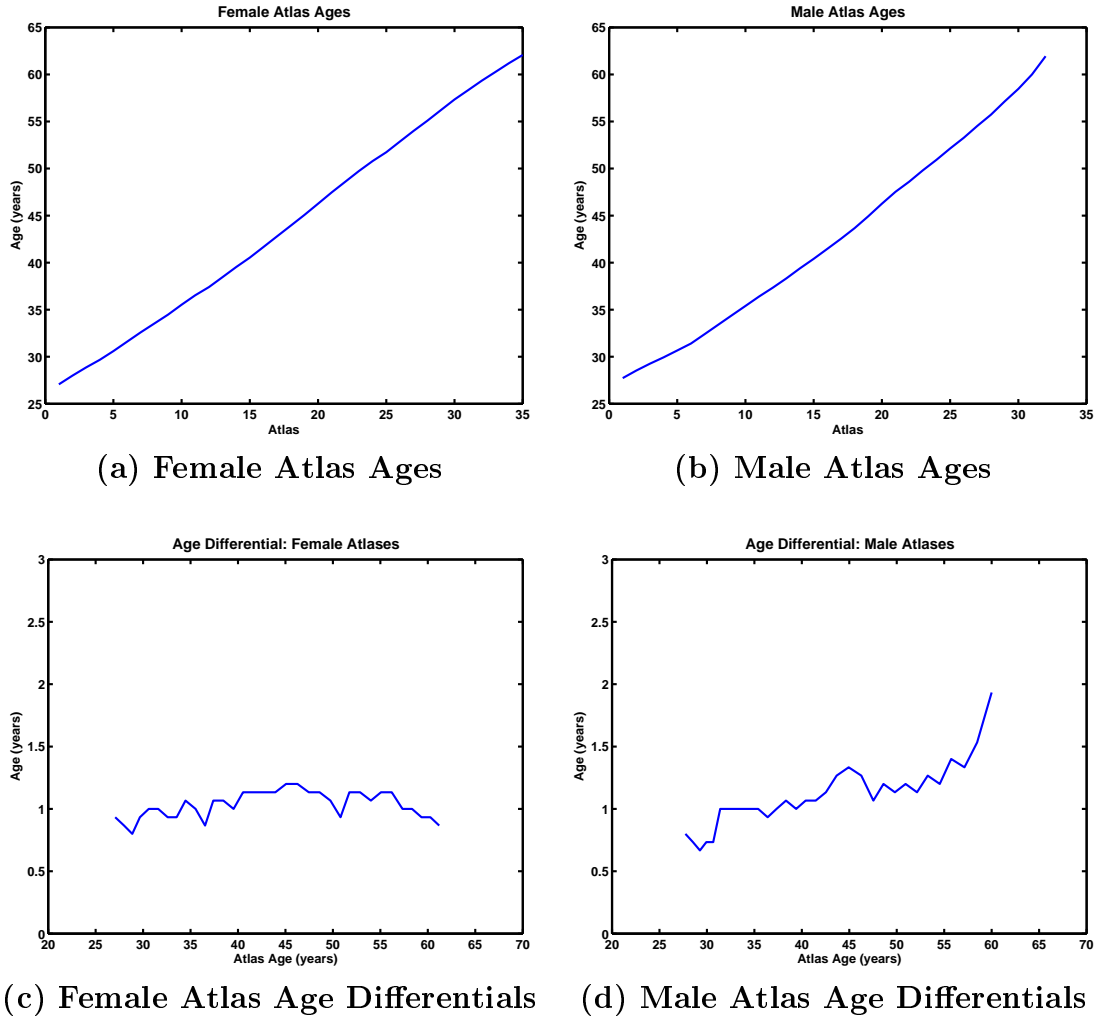 Female Atlas Ages
65
60
55
50
45
40
35
30
25
Age (years)
0 5 10 15 20 25 30 35
Atlas
(a) Female Atlas Ages
Male Atlas Ages
65
60
55
50
45
40
35
30
25
Age (years)
0 5 10 15 20 25 30 35
Atlas
(b) Male Atlas Ages
Age Differential: Female Atlases
3
2.5
2
1.5
1
0.5
0
Age (years)
20 25 30 35 40 45 50 55 60 65 70
Atlas Age (years)
(c) Female Atlas Age Differentials
Age Differential: Male Atlases
3
2.5
2
1.5
1
0.5
0
Age (years)
20 25 30 35 40 45 50 55 60 65 70
Atlas Age (years)
(d) Male Atlas Age Differentials